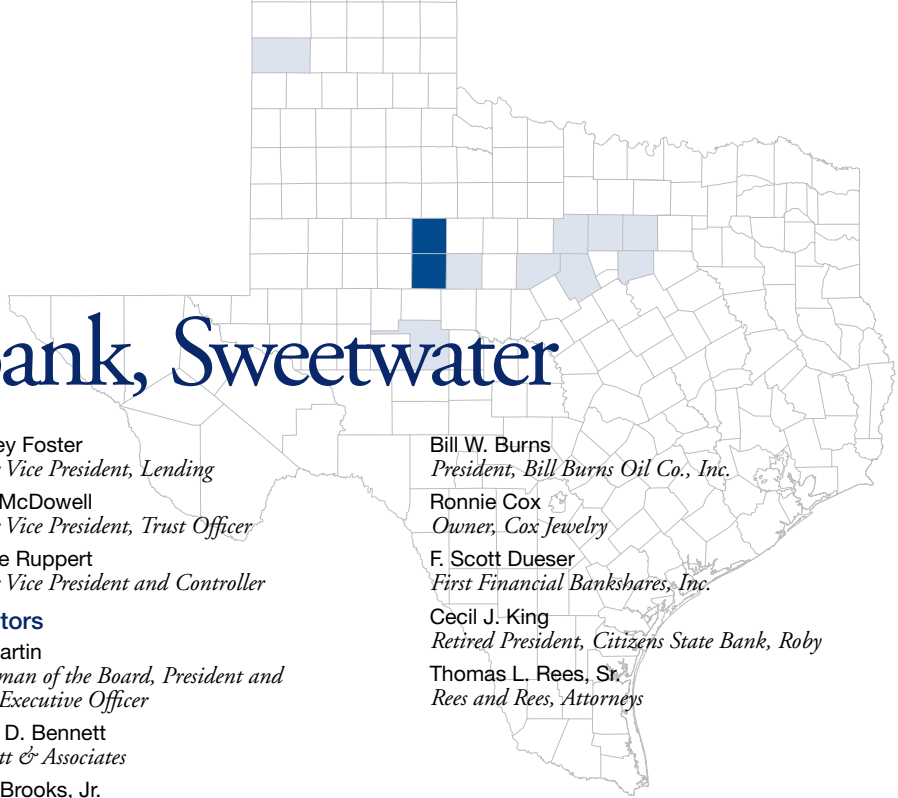 ank, Sweetwater
ey Foster
Vice President, Lending
McDowell
Vice President, Trust Officer
e Ruppert
Vice President and Controller
tors
artin
man of the Board, President and
Executive Officer
D. Bennett
tt & Associates
Brooks, Jr.
Bill W. Burns
President, Bill Burns Oil Co., Inc.
Ronnie Cox
Owner, Cox Jewelry
F. Scott Dueser
First Financial Bankshares, Inc.
Cecil J. King
Retired President, Citizens State Bank, Roby
Thomas L. Rees, Sr.
Rees and Rees, Attorneys